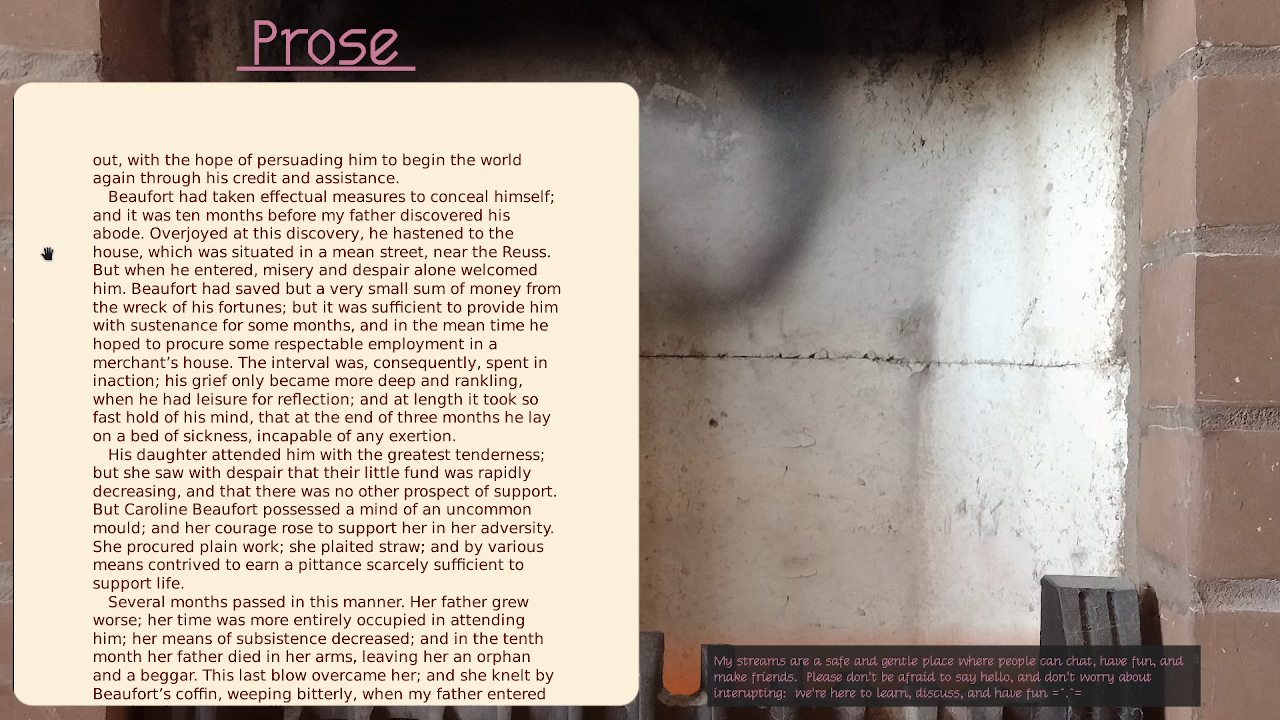 Prose
out, with the hope of persuading him to begin the world
again through his credit and assistance.
Beaufort had taken effectual measures to conceal himself;
and it was ten months before my father discovered his
abode. Overjoyed at this discovery, he hastened to the
house, which was situated in a mean street, near the Reuss.
But when he entered, misery and despair alone welcomed
him. Beaufort had saved but a very small sum of money from
the wreck of his fortunes; but it was sufficient to provide him
with sustenance for some months, and in the mean time he
hoped to procure some respectable employment in a
merchant’s house. The interval was, consequently, spent in
inaction; his grief only became more deep and rankling,
when he had leisure for reflection; and at length it took so
fast hold of his mind, that at the end of three months he lay
on a bed of sickness, incapable of any exertion.
His daughter attended him with the greatest tenderness;
but she saw with despair that their little fund was rapidly
decreasing, and that there was no other prospect of support.
But Caroline Beaufort possessed a mind of an uncommon
mould; and her courage rose to support her in her adversity.
She procured plain work; she plaited straw; and by various
means contrived to earn a pittance scarcely sufficient to
support life.
Several months passed in this manner. Her father grew
worse; her time was more entirely occupied in attending
him; her means of subsistence decreased; and in the tenth
month her father died in her arms, leaving her an orphan
and a beggar. This last blow overcame her; and she knelt by
Beaufort’s coffin, weeping bitterly, when my father entered
My streams are a safe and gentle place where people can chat, have fun, and
make friends.  Please don't be afraid to say hello, and don't worry about
interupting:  we're here to learn, discuss, and have fun =^.^=